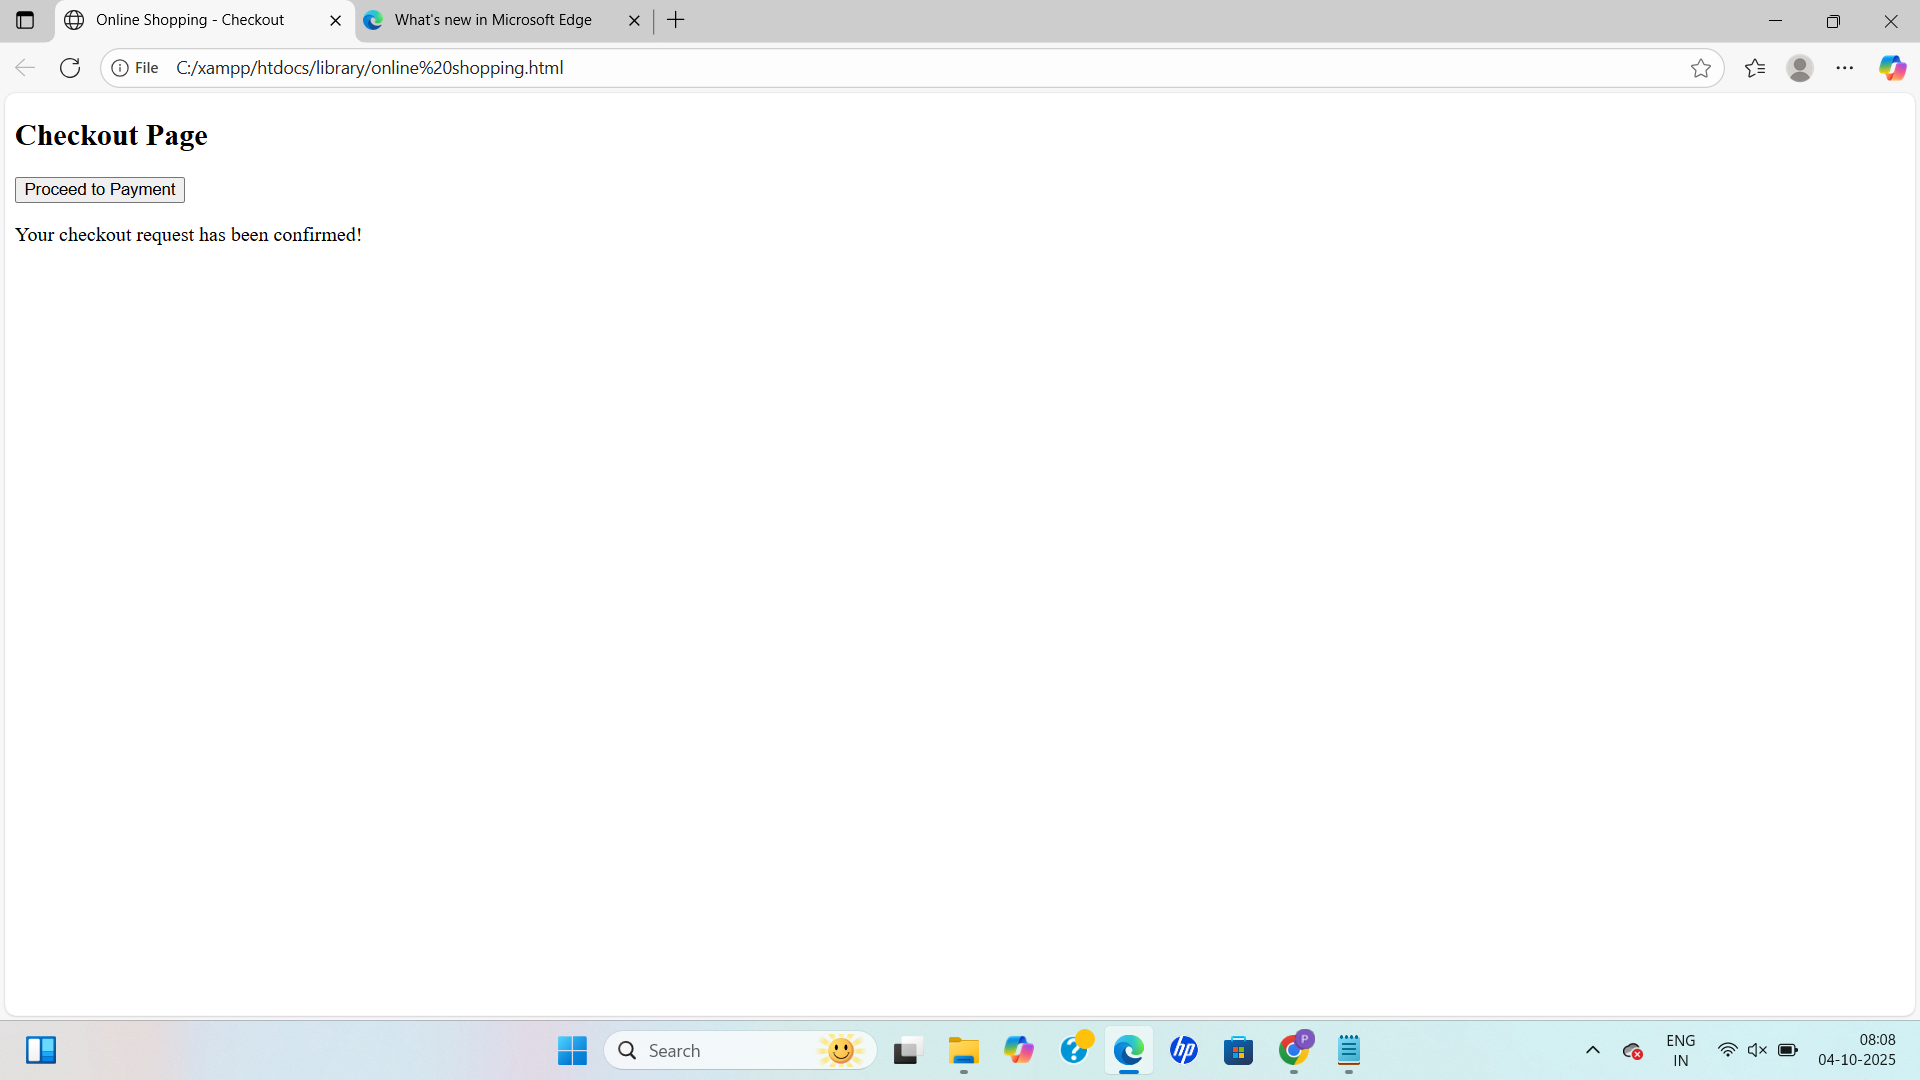 Online Shopping - Checkout
What's new in Microsoft Edge
File C:/xampp/htdocs/library/online%20shopping.html
Checkout Page
Proceed to Payment
Your checkout request has been confirmed!
Search
hp
P
ENG
IN
08:08
04-10-2025